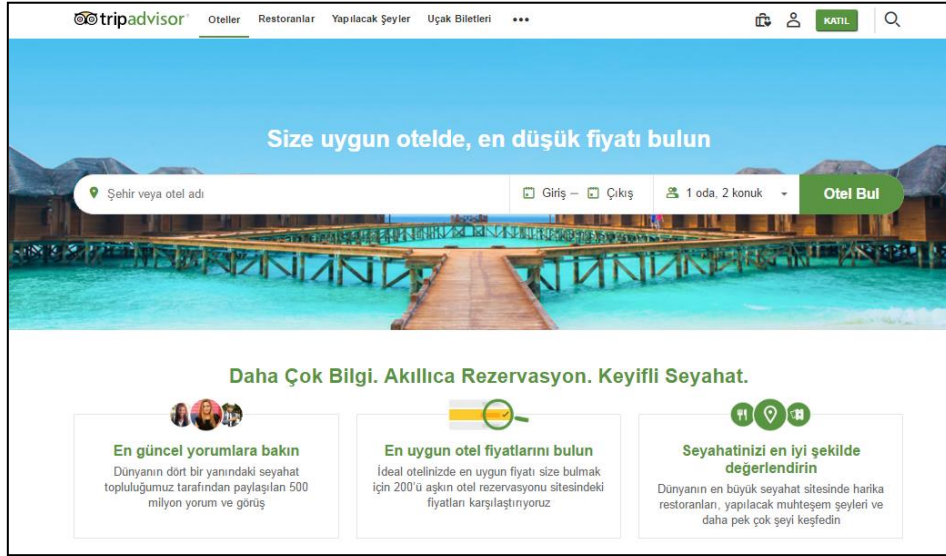 tripadvisor® Oteller Restoranlar Yapılacak Şeyler Uçak Biletleri ••• KATIL
Size uygun otelde, en düşük fiyatı bulun
Şehir veya otel adı Giriş — Çıkış 1 oda, 2 konuk Otel Bul
Daha Çok Bilgi. Akıllıca Rezervasyon. Keyifli Seyahat.
En güncel yorumlara bakın
Dünyanın dört bir yanındaki seyahat
topluluğumuz tarafından paylaşılan 500
milyon yorum ve görüş
En uygun otel fiyatlarını bulun
İdeal otelinizde en uygun fiyatı size bulmak
için 200'ü aşkın otel rezervasyonu sitesindeki
fiyatları karşılaştırıyoruz
Seyahatinizi en iyi şekilde
değerlendirin
Dünyanın en büyük seyahat sitesinde harika
restoranları, yapılacak muhteşem şeyleri ve
daha pek çok şeyi keşfedin